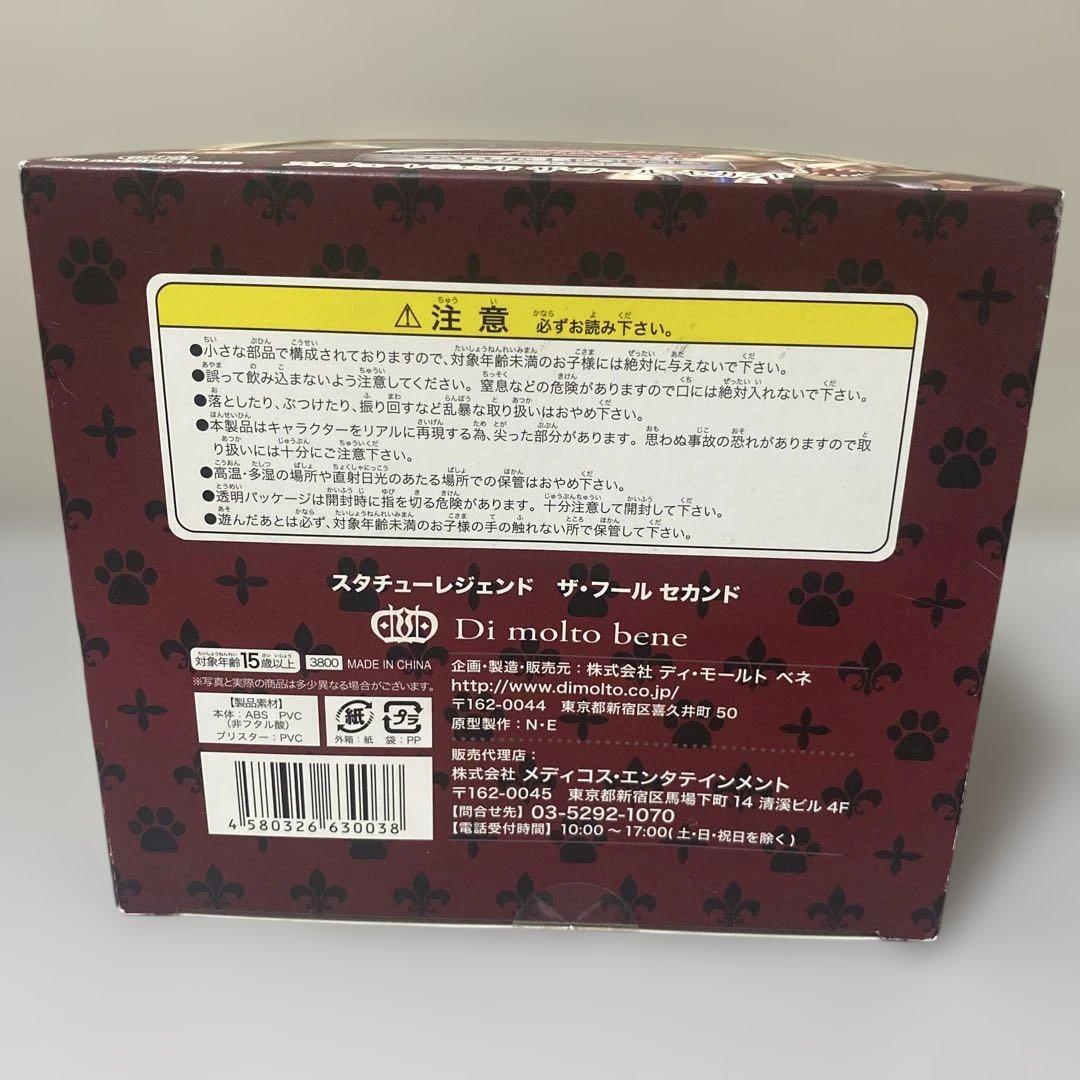 ⚠注意 必ずお読み下さい。
●小さな部品で構成されておりますので、対象年齢未満のお子様には絶対に与えないで下さい。
●誤って飲み込まないよう注意してください。窒息などの危険がありますので口には絶対入れないで下さい。
●落としたり、ぶつけたり、振り回すなど乱暴な取り扱いはおやめ下さい。
●本製品はキャラクターをリアルに再現する為、尖った部分があります。思わぬ事故の恐れがありますので取
り扱いには十分にご注意下さい。
●高温・多湿の場所や直射日光のあたる場所での保管はおやめ下さい。
●透明パッケージは開封時に指を切る危険があります。十分注意して開封して下さい。
●遊んだあとは必ず、対象年齢未満のお子様の手の触れない所で保管して下さい。
スタチューレジェンド ザ・フール セカンド
Di molto bene
対象年齢15歳以上 3800 MADE IN CHINA
※写真と実際の商品は多少異なる場合がございます。
【製品素材】
本体：ABS PVC
(非フタル酸)
ブリスター：PVC
紙
外箱：紙
プラ
袋：PP
4 580326 630038
企画・製造・販売元：株式会社 ディ・モールト ベネ
http://www.dimolto.co.jp/
〒162-0044 東京都新宿区喜久井町 50
原型製作：N・E
販売代理店：
株式会社 メディコス・エンタテインメント
〒162-0045 東京都新宿区馬場下町 14 清溪ビル 4F
【問合せ先】03-5292-1070
【電話受付時間】10:00～17:00(土・日・祝日を除く)